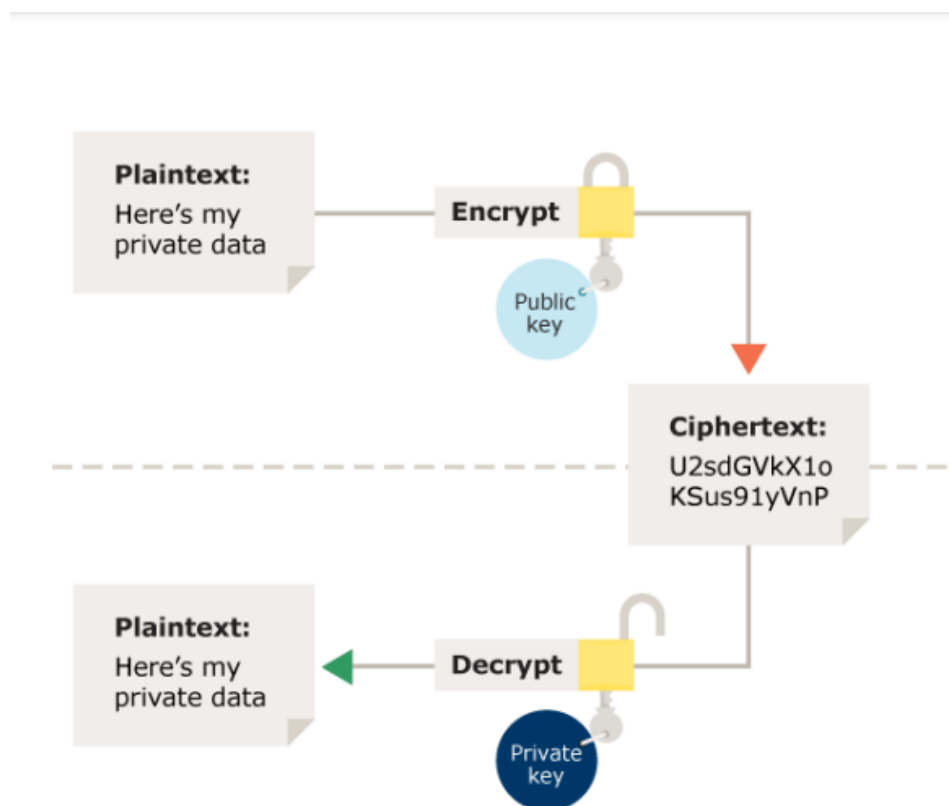 Plaintext:
Here's my
private data
Encrypt
Public
key
Ciphertext:
U2sdGVkX1o
KSus91yVnP
Plaintext:
Here's my
private data
Decrypt
Private
key